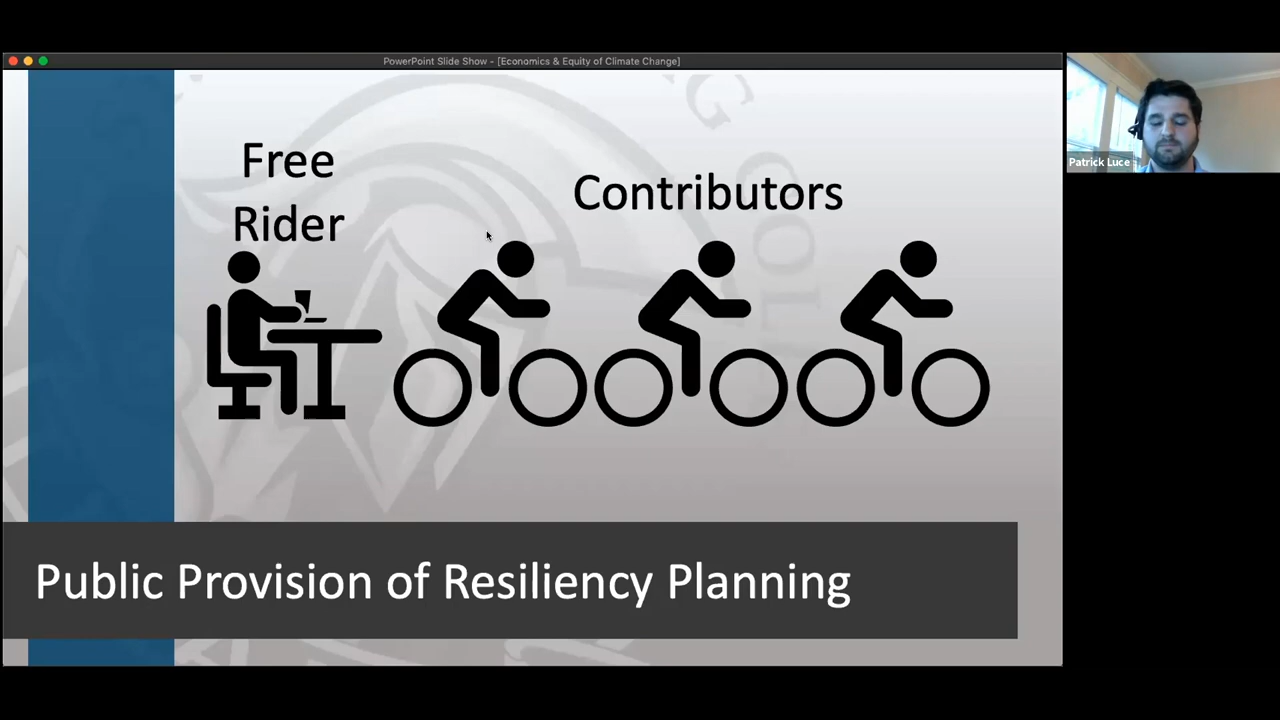 PowerPoint Slide Show - [Economics & Equity of Climate Change]
Free
Rider
Contributors
Patrick Luce
Public Provision of Resiliency Planning